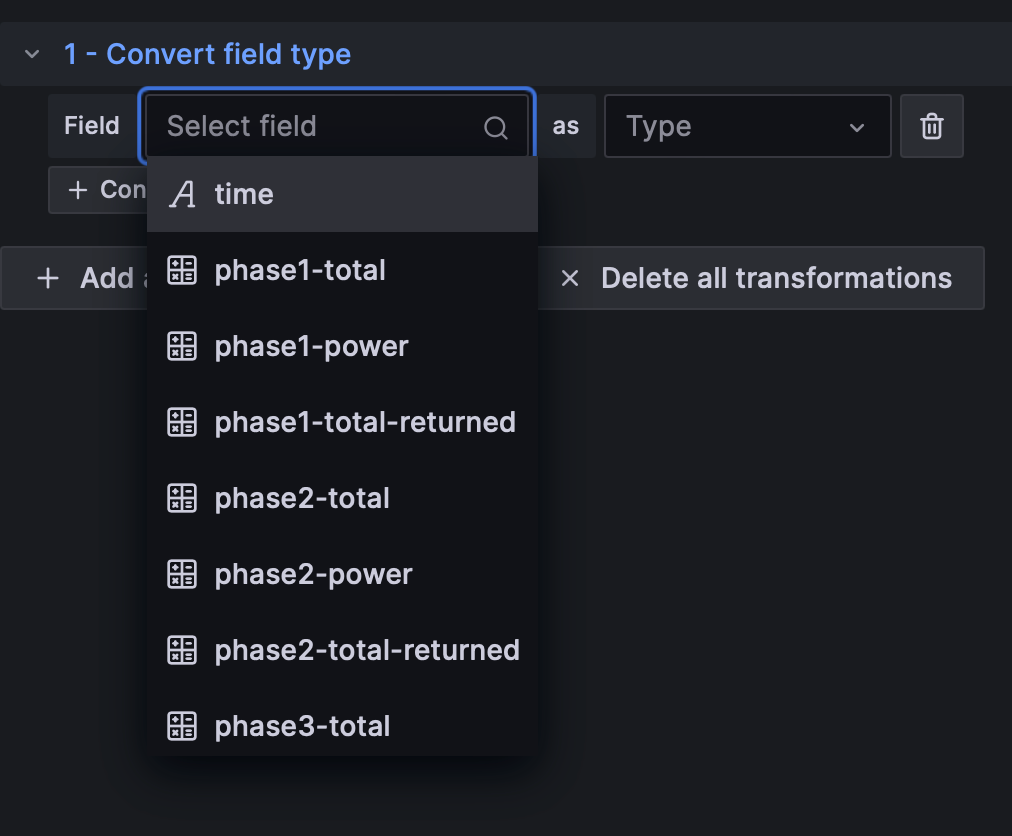 1 - Convert field type
Field Select field as Type
time
+ Con
phase1-total
+ Add × Delete all transformations
phase1-power
phase1-total-returned
phase2-total
phase2-power
phase2-total-returned
phase3-total